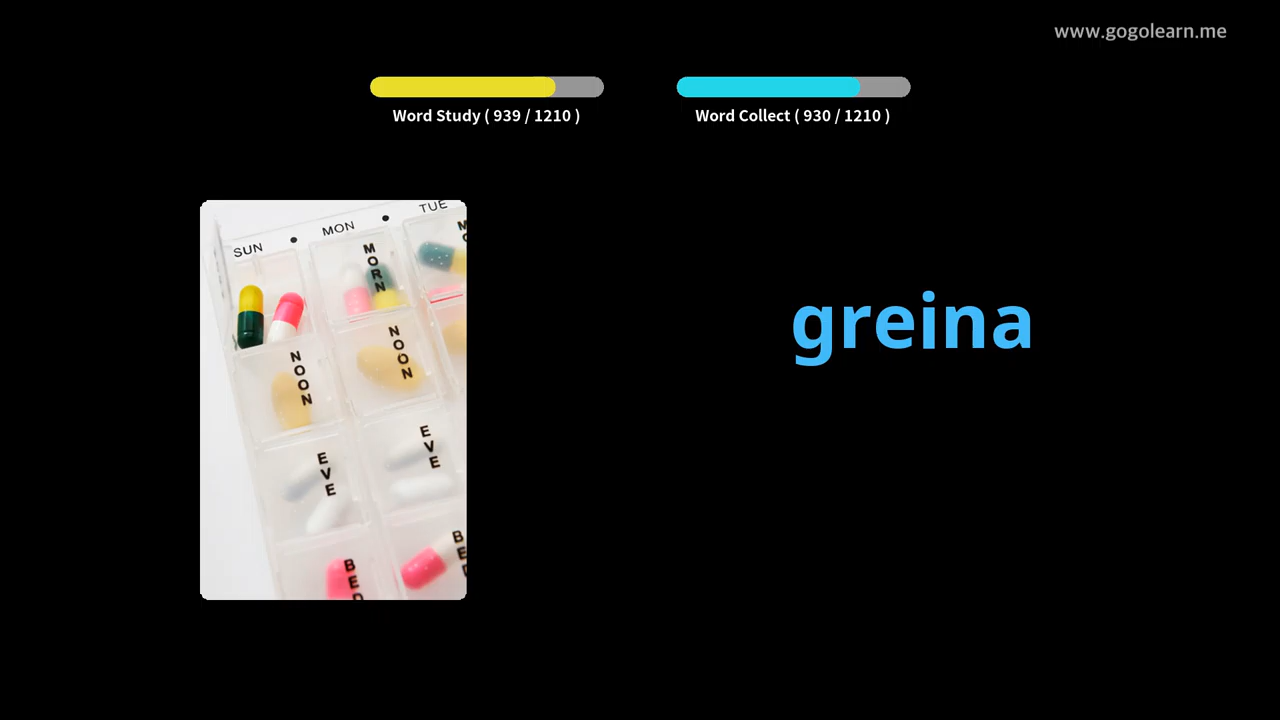 www.gogolearn.me
Word Study ( 939 / 1210 )
Word Collect ( 930 / 1210 )
SUN • MON • TUE
MORN
NOON
NOON
EVE
EVE
BED
greina